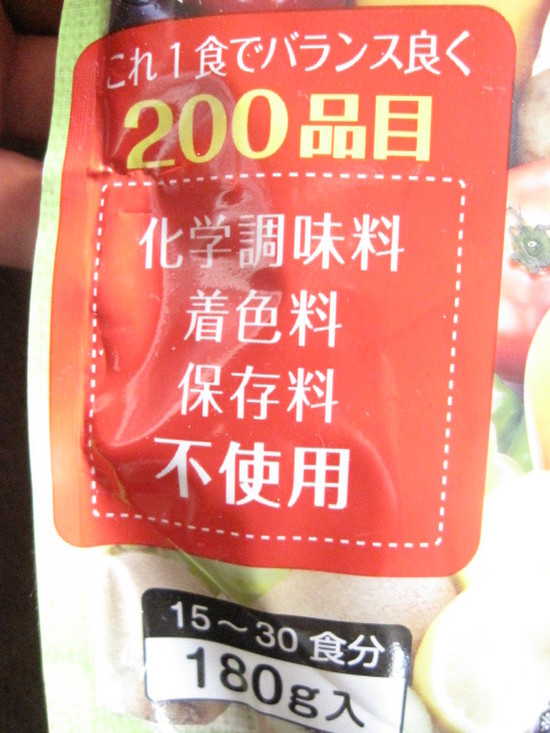 これ1食でバランス良く
200品目
化学調味料
着色料
保存料
不使用
15～30食分
180g入